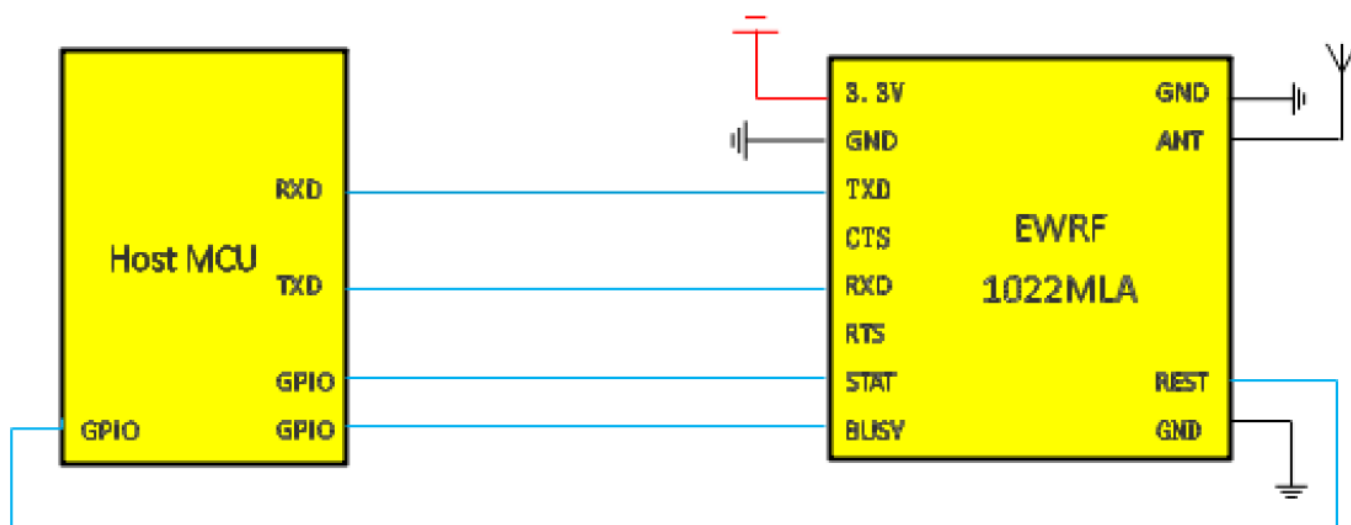 RXD
Host MCU
TXD
GPIO
GPIO
GPIO
3.3V
GND
TXD
CTS
RXD
RTS
STAT
BUSY
EWRF
1022MLA
GND
ANT
REST
GND